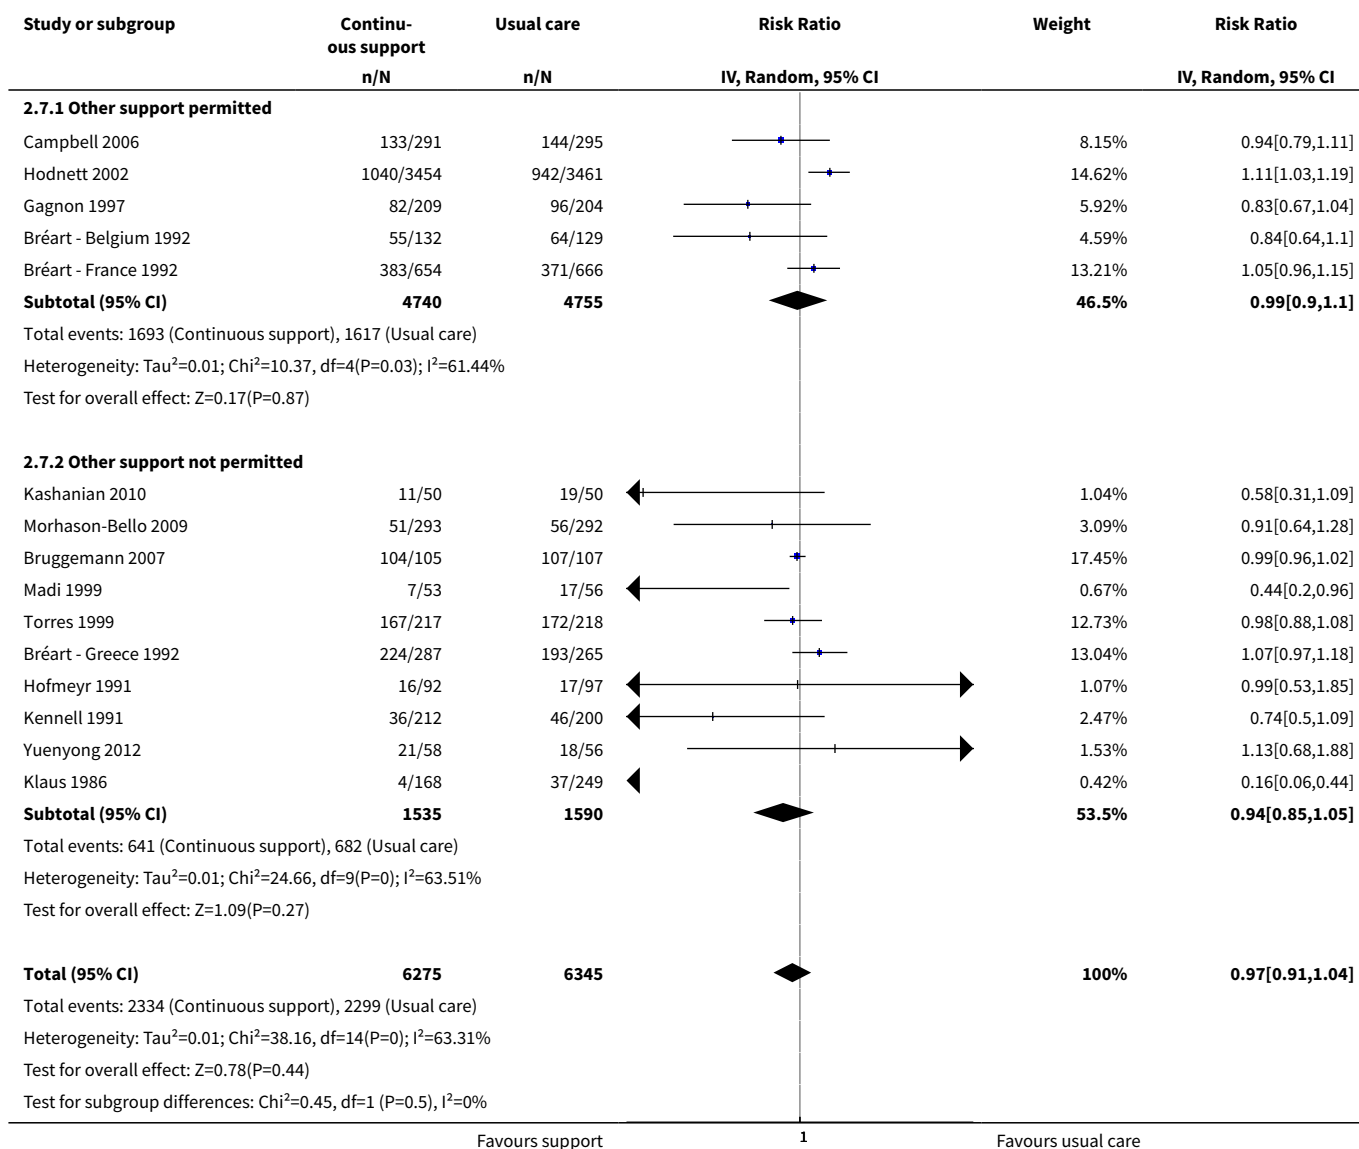 Study or subgroup Continu- Usual care Risk Ratio Weight Risk Ratio
ous support
n/N n/N IV, Random, 95% CI IV, Random, 95% CI
2.7.1 Other support permitted
Campbell 2006 133/291 144/295 8.15% 0.94[0.79,1.11]
Hodnett 2002 1040/3454 942/3461 14.62% 1.11[1.03,1.19]
Gagnon 1997 82/209 96/204 5.92% 0.83[0.67,1.04]
Bréart - Belgium 1992 55/132 64/129 4.59% 0.84[0.64,1.1]
Bréart - France 1992 383/654 371/666 13.21% 1.05[0.96,1.15]
Subtotal (95% CI) 4740 4755 46.5% 0.99[0.9,1.1]
Total events: 1693 (Continuous support), 1617 (Usual care)
Heterogeneity: Tau²=0.01; Chi²=10.37, df=4(P=0.03); I²=61.44%
Test for overall effect: Z=0.17(P=0.87)
2.7.2 Other support not permitted
Kashanian 2010 11/50 19/50 1.04% 0.58[0.31,1.09]
Morhason-Bello 2009 51/293 56/292 3.09% 0.91[0.64,1.28]
Bruggemann 2007 104/105 107/107 17.45% 0.99[0.96,1.02]
Madi 1999 7/53 17/56 0.67% 0.44[0.2,0.96]
Torres 1999 167/217 172/218 12.73% 0.98[0.88,1.08]
Bréart - Greece 1992 224/287 193/265 13.04% 1.07[0.97,1.18]
Hofmeyr 1991 16/92 17/97 1.07% 0.99[0.53,1.85]
Kennell 1991 36/212 46/200 2.47% 0.74[0.5,1.09]
Yuenyong 2012 21/58 18/56 1.53% 1.13[0.68,1.88]
Klaus 1986 4/168 37/249 0.42% 0.16[0.06,0.44]
Subtotal (95% CI) 1535 1590 53.5% 0.94[0.85,1.05]
Total events: 641 (Continuous support), 682 (Usual care)
Heterogeneity: Tau²=0.01; Chi²=24.66, df=9(P=0); I²=63.51%
Test for overall effect: Z=1.09(P=0.27)
Total (95% CI) 6275 6345 100% 0.97[0.91,1.04]
Total events: 2334 (Continuous support), 2299 (Usual care)
Heterogeneity: Tau²=0.01; Chi²=38.16, df=14(P=0); I²=63.31%
Test for overall effect: Z=0.78(P=0.44)
Test for subgroup differences: Chi²=0.45, df=1 (P=0.5), I²=0%
Favours support 1 Favours usual care